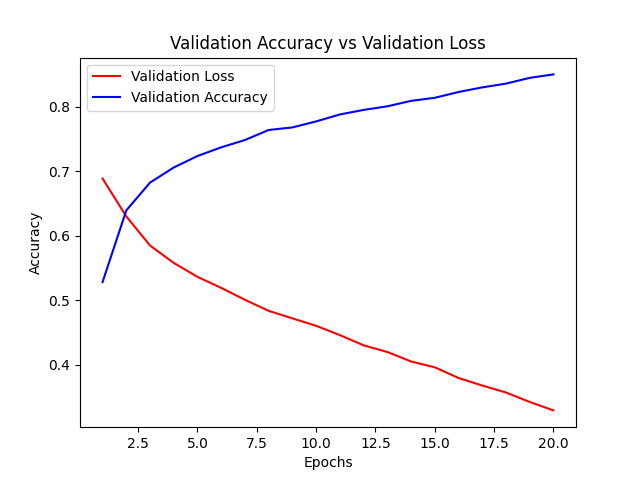 Validation Accuracy vs Validation Loss
Validation Loss
Validation Accuracy
Accuracy
0.8
0.7
0.6
0.5
0.4
2.5 5.0 7.5 10.0 12.5 15.0 17.5 20.0
Epochs